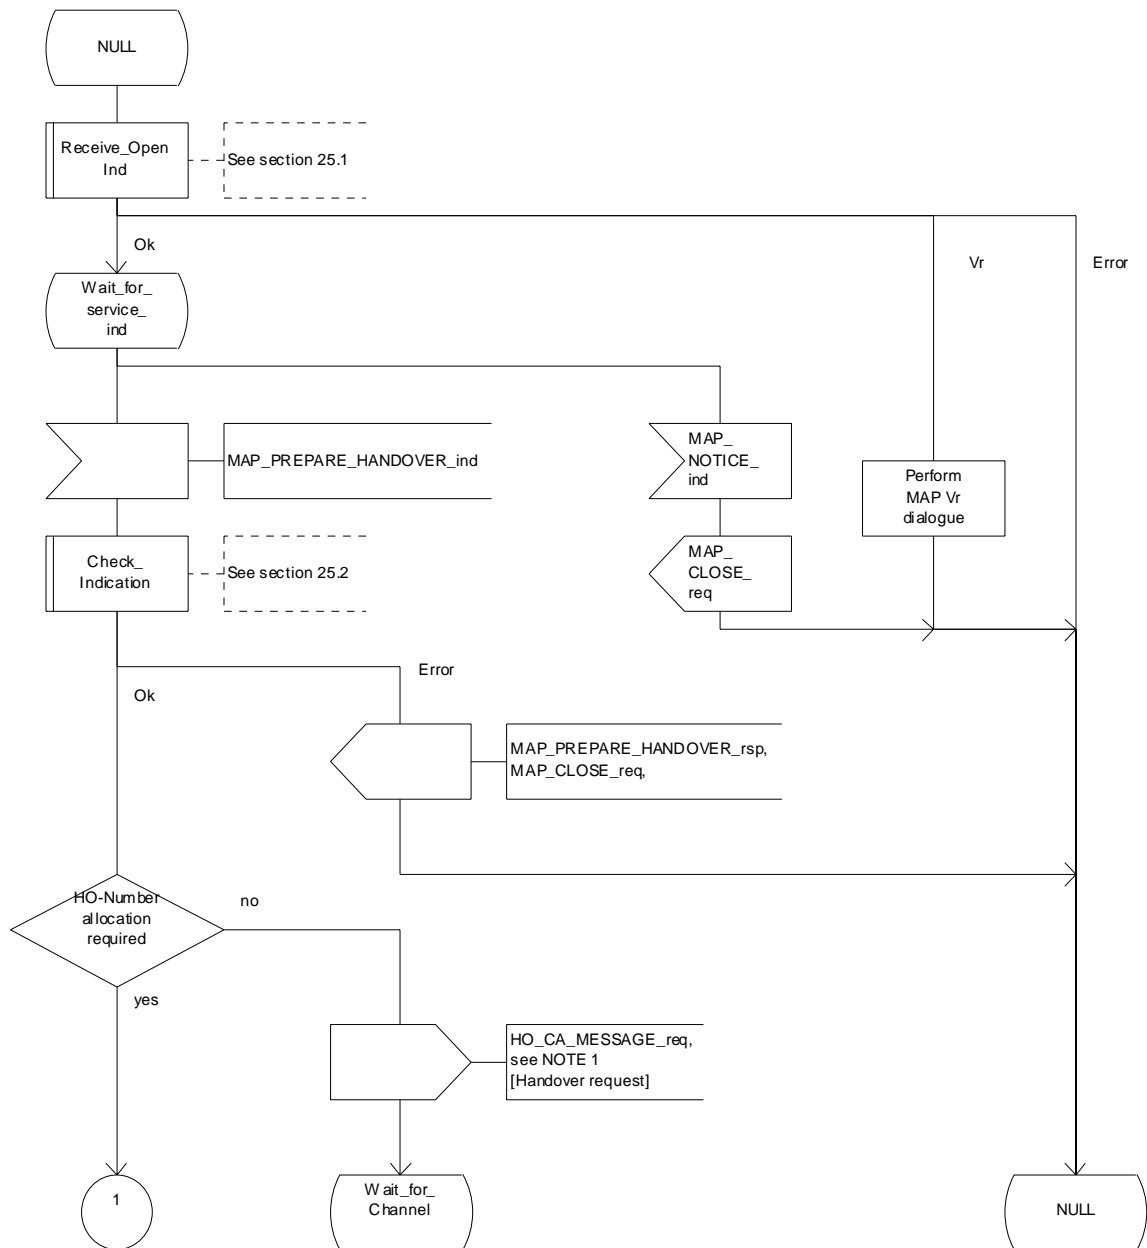 NULL
Receive_Open
Ind
See section 25.1
Ok
Vr
Error
Wait_for_
service_
ind
MAP_PREPARE_HANDOVER_ind
MAP_
NOTICE_
ind
Perform
MAP Vr
dialogue
Check_
Indication
See section 25.2
MAP_
CLOSE_
req
Error
Ok
MAP_PREPARE_HANDOVER_rsp,
MAP_CLOSE_req,
HO-Number
allocation
required
no
yes
HO_CA_MESSAGE_req,
see NOTE 1
[Handover request]
1
Wait_for_
Channel
NULL